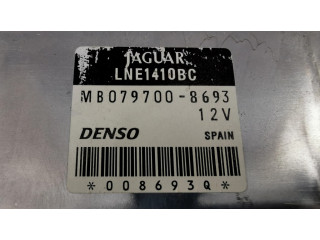 JAGUAR
LNE1410BC
MB079700-8693
12V
DENSO SPAIN
*008693Q*